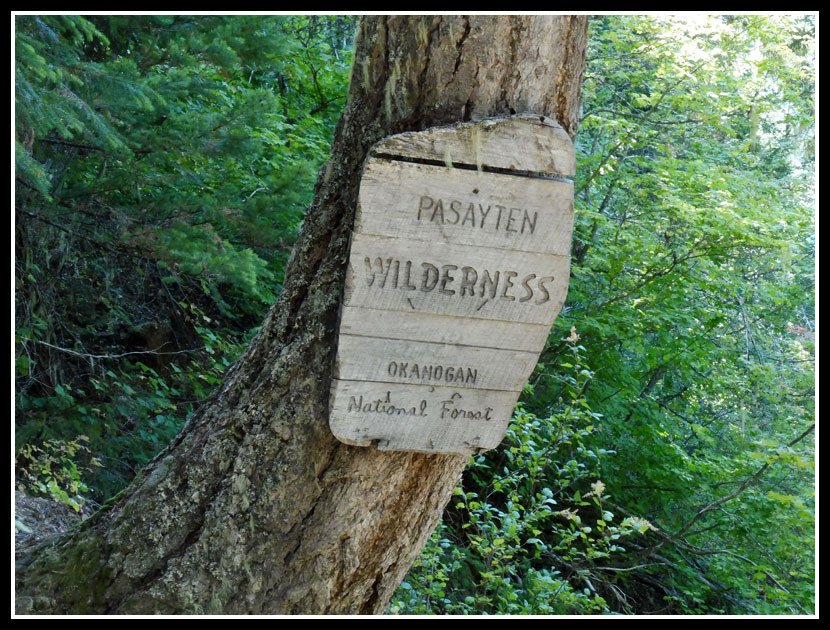 PASAYTEN
WILDERNESS
OKANOGAN
National Forest